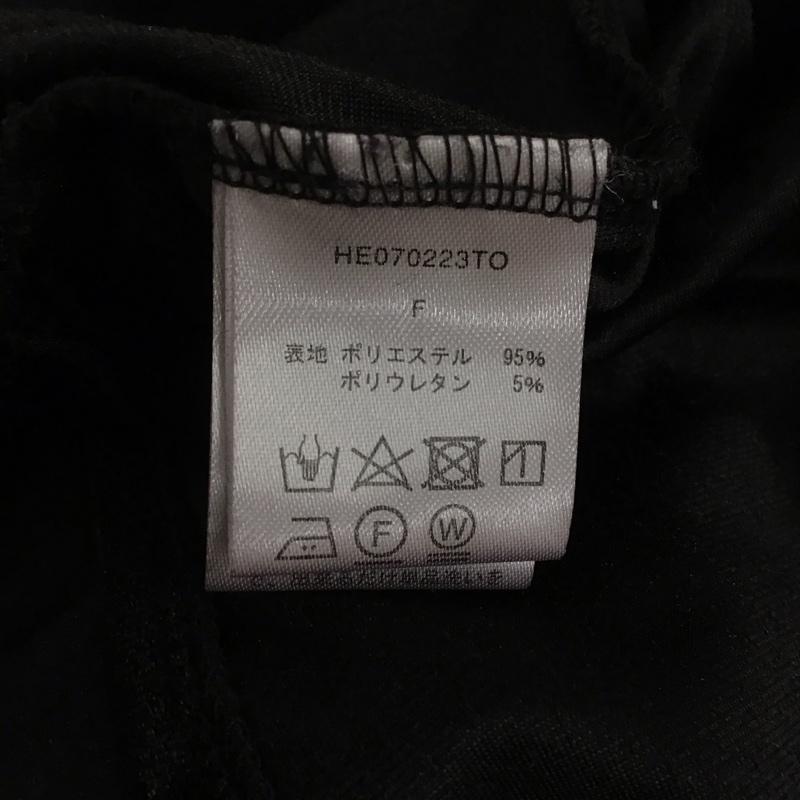 HE070223TO
F
表地 ポリエステル 95%
ポリウレタン 5%
F W